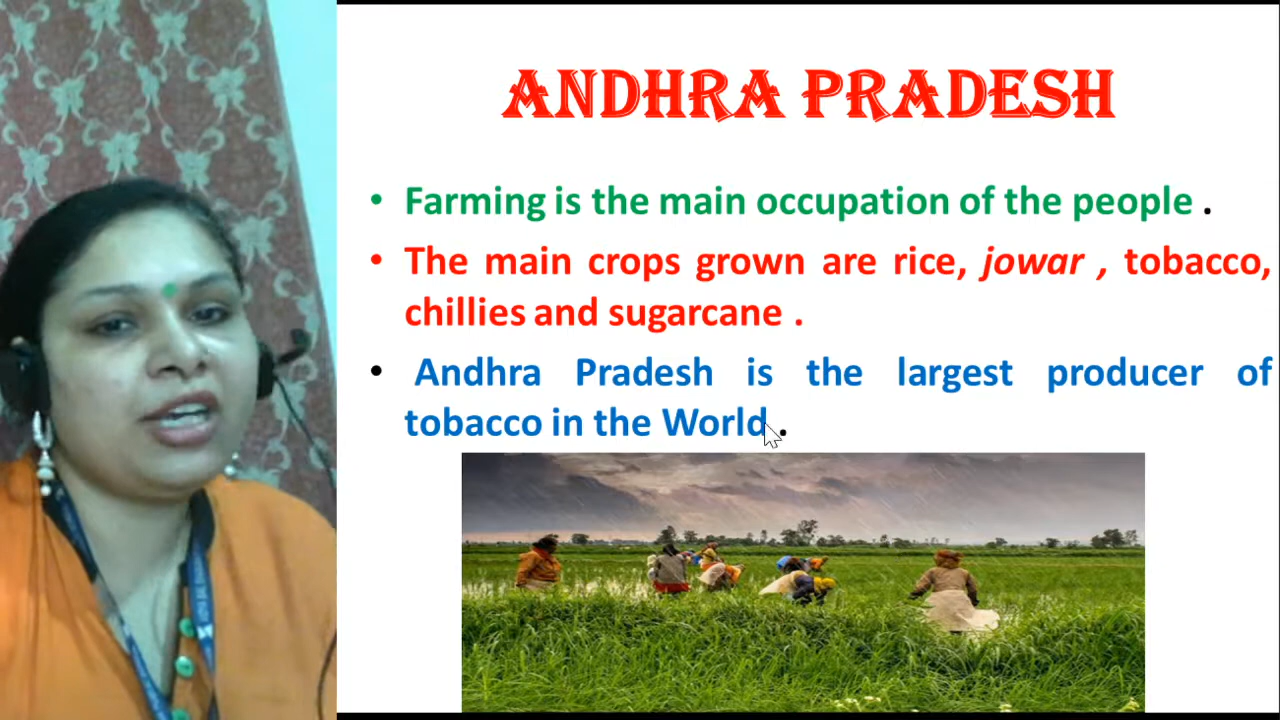 ANDHRA PRADESH
• Farming is the main occupation of the people .
• The main crops grown are rice, jowar , tobacco,
chillies and sugarcane .
• Andhra Pradesh is the largest producer of
tobacco in the World .